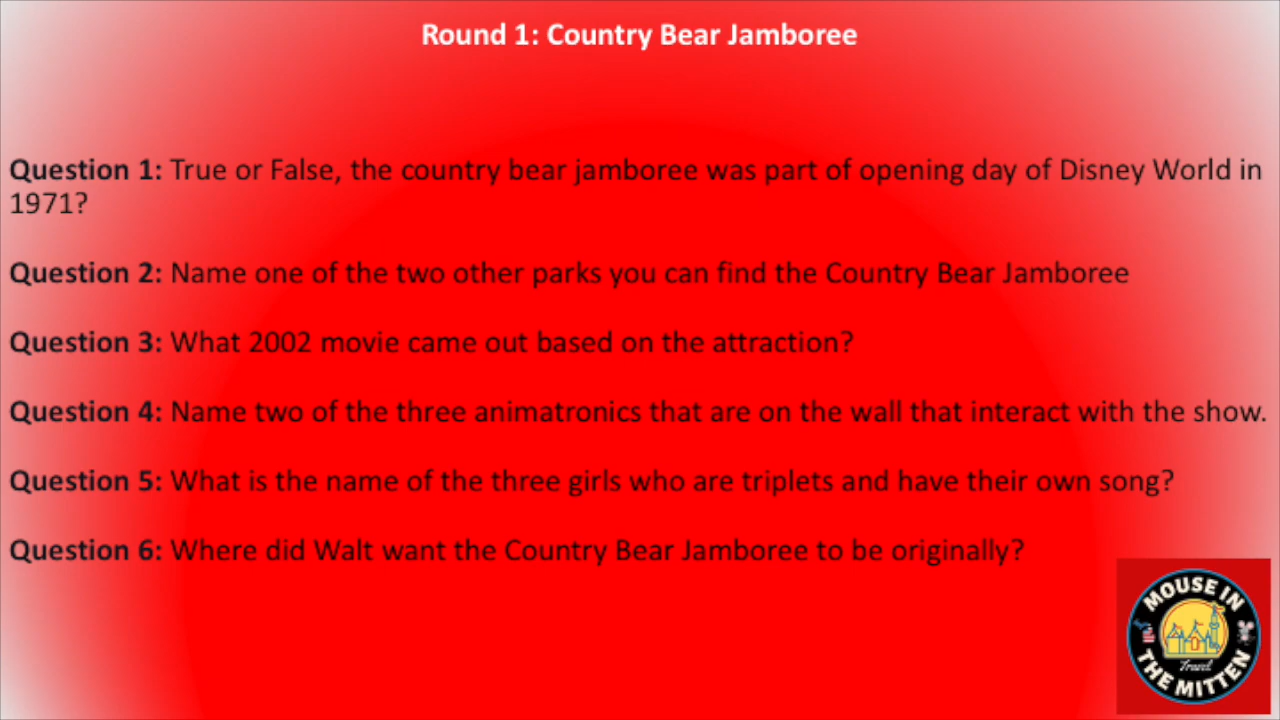 Round 1: Country Bear Jamboree
Question 1: True or False, the country bear jamboree was part of opening day of Disney World in
1971?
Question 2: Name one of the two other parks you can find the Country Bear Jamboree
Question 3: What 2002 movie came out based on the attraction?
Question 4: Name two of the three animatronics that are on the wall that interact with the show.
Question 5: What is the name of the three girls who are triplets and have their own song?
Question 6: Where did Walt want the Country Bear Jamboree to be originally?
MOUSE IN
Travel
THE MITTEN